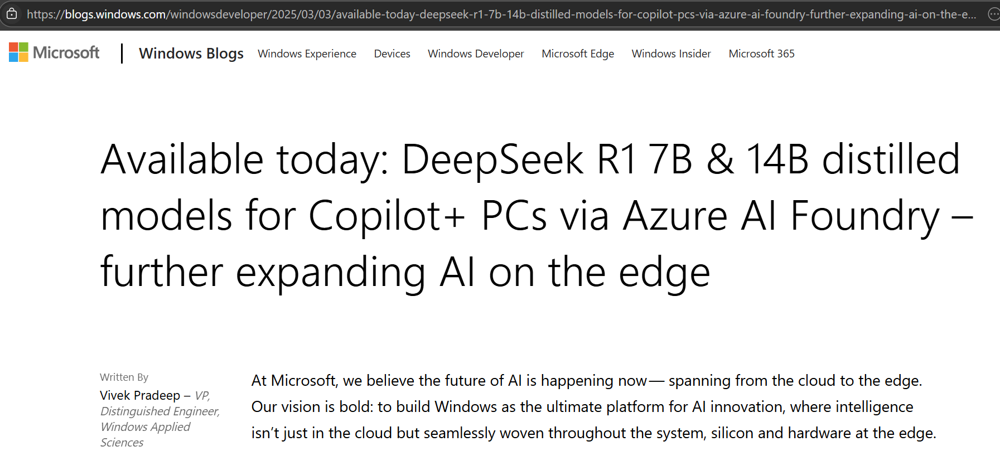 https://blogs.windows.com/windowsdeveloper/2025/03/03/available-today-deepseek-r1-7b-14b-distilled-models-for-copilot-pcs-via-azure-ai-foundry-further-expanding-ai-on-the-e...
Microsoft | Windows Blogs Windows Experience Devices Windows Developer Microsoft Edge Windows Insider Microsoft 365
Available today: DeepSeek R1 7B & 14B distilled
models for Copilot+ PCs via Azure AI Foundry –
further expanding AI on the edge
Written By
Vivek Pradeep – VP,
Distinguished Engineer,
Windows Applied
Sciences
At Microsoft, we believe the future of AI is happening now— spanning from the cloud to the edge.
Our vision is bold: to build Windows as the ultimate platform for AI innovation, where intelligence
isn’t just in the cloud but seamlessly woven throughout the system, silicon and hardware at the edge.